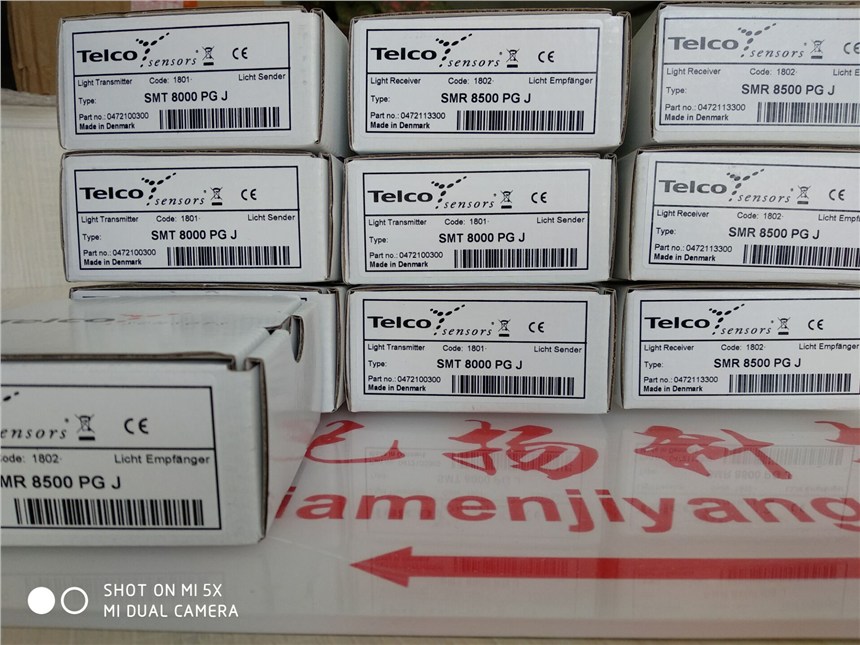 Telco sensors CE
Light Transmitter Code: 1801· Licht Sender
Type: SMT 8000 PG J
Part no.: 0472100300
Made in Denmark
Telco sensors CE
Light Receiver Code: 1802· Licht Empfänger
Type: SMR 8500 PG J
Part no.: 0472113300
Made in Denmark
Telco sensors CE
Light Receiver Code: 1802· Licht E
Type: SMR 8500 PG J
Part no.: 0472113300
Made in Denmark
Telco sensors CE
Light Transmitter Code: 1801· Licht Sender
Type: SMT 8000 PG J
Part no.: 0472100300
Made in Denmark
Telco sensors CE
Light Transmitter Code: 1801· Licht Sender
Type: SMT 8000 PG J
Part no.: 0472100300
Made in Denmark
Telco sensors CE
Light Receiver Code: 1802· Licht Empf
Type: SMR 8500 PG J
Part no.: 0472113300
Made in Denmark
Telco sensors CE
Light Transmitter Code: 1801· Licht Sender
Type: SMT 8000 PG J
Part no.: 0472100300
Made in Denmark
Telco sensors CE
Light Receiver Code: 1802· Licht Empfänger
Type: SMR 8500 PG J
Part no.: 0472113300
Made in Denmark
ensors CE
ode: 1802· Licht Empfänger
MR 8500 PG J
扬
iamenjiyang
SHOT ON MI 5X
MI DUAL CAMERA